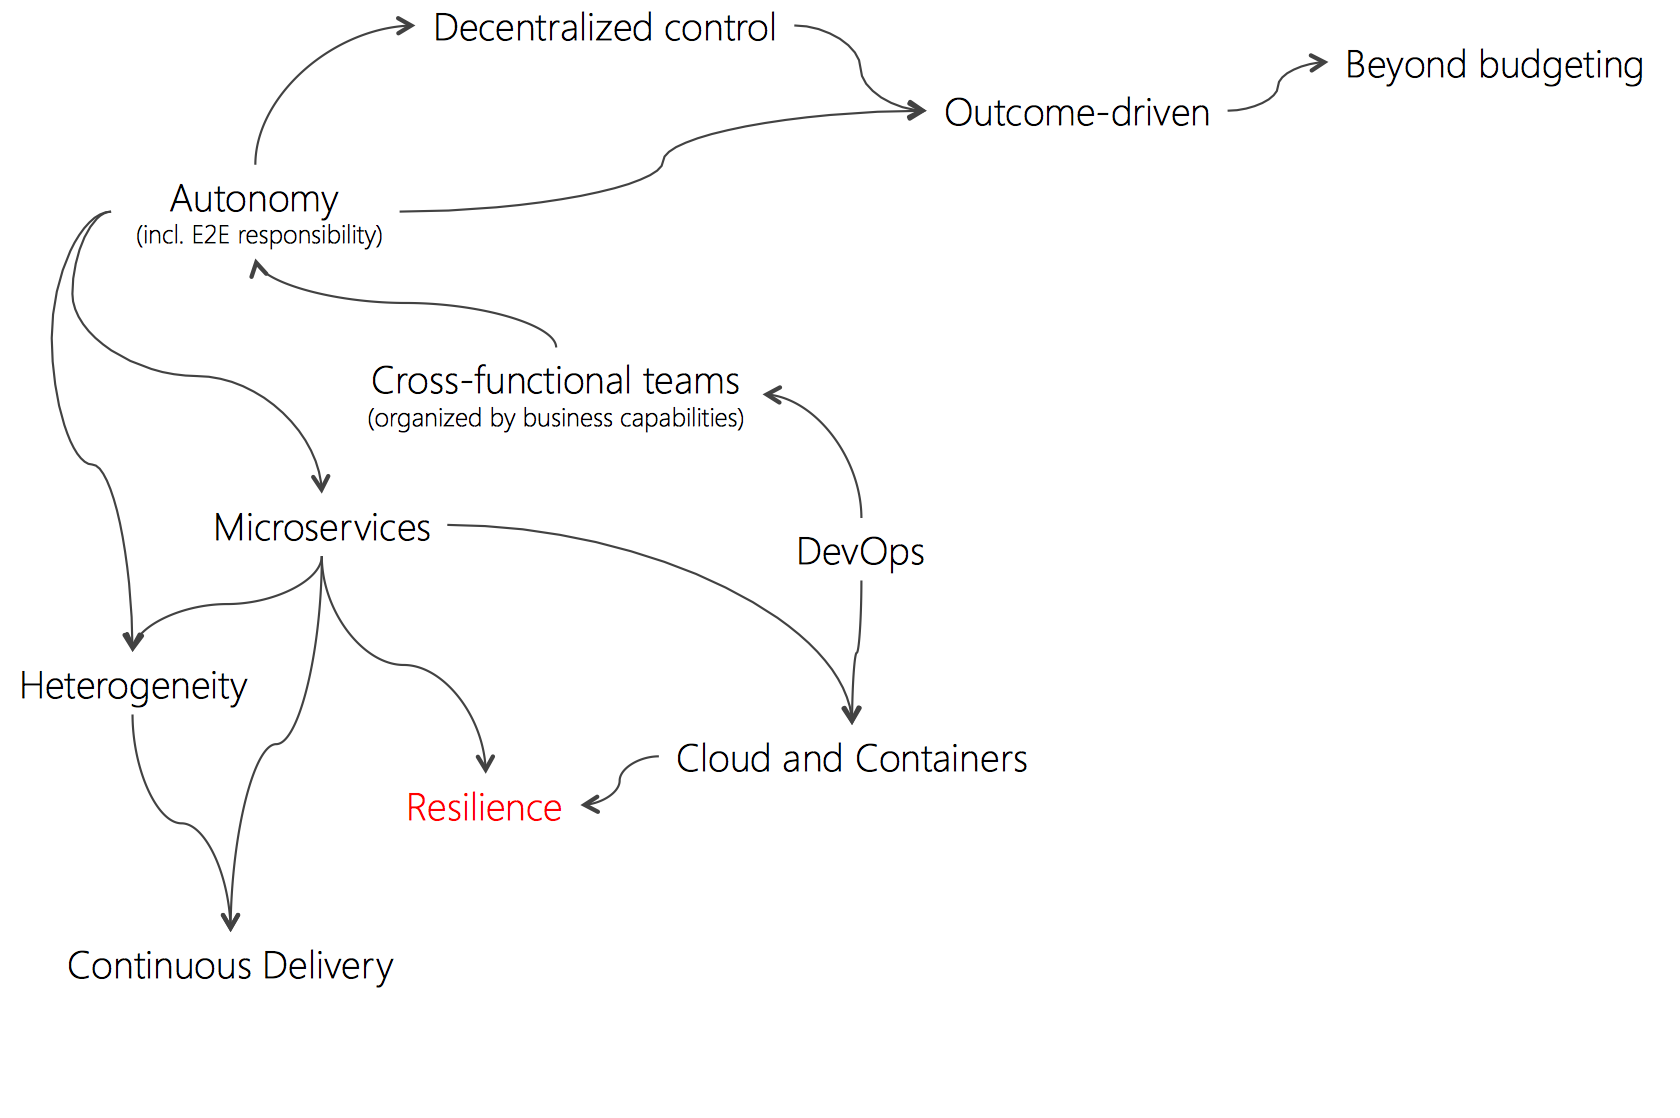 Decentralized control
Beyond budgeting
Outcome-driven
Autonomy
(incl. E2E responsibility)
Cross-functional teams
(organized by business capabilities)
Microservices
DevOps
Heterogeneity
Cloud and Containers
Resilience
Continuous Delivery